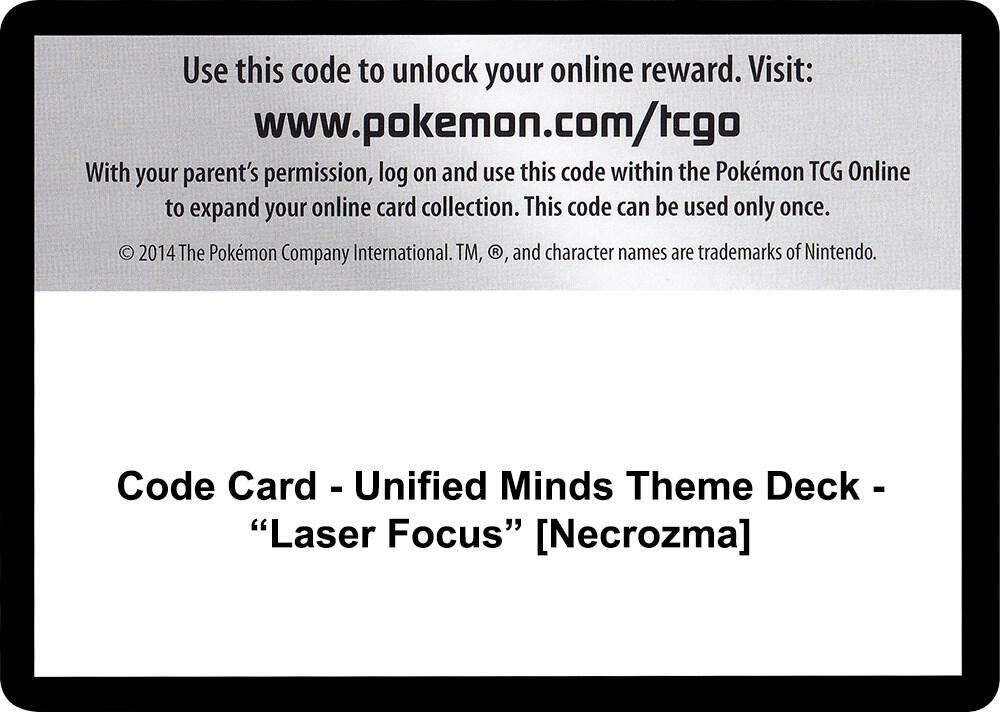 Use this code to unlock your online reward. Visit:
www.pokemon.com/tcgo
With your parent's permission, log on and use this code within the Pokémon TCG Online
to expand your online card collection. This code can be used only once.
© 2014 The Pokémon Company International. TM, ®, and character names are trademarks of Nintendo.
Code Card - Unified Minds Theme Deck -
“Laser Focus” [Necrozma]